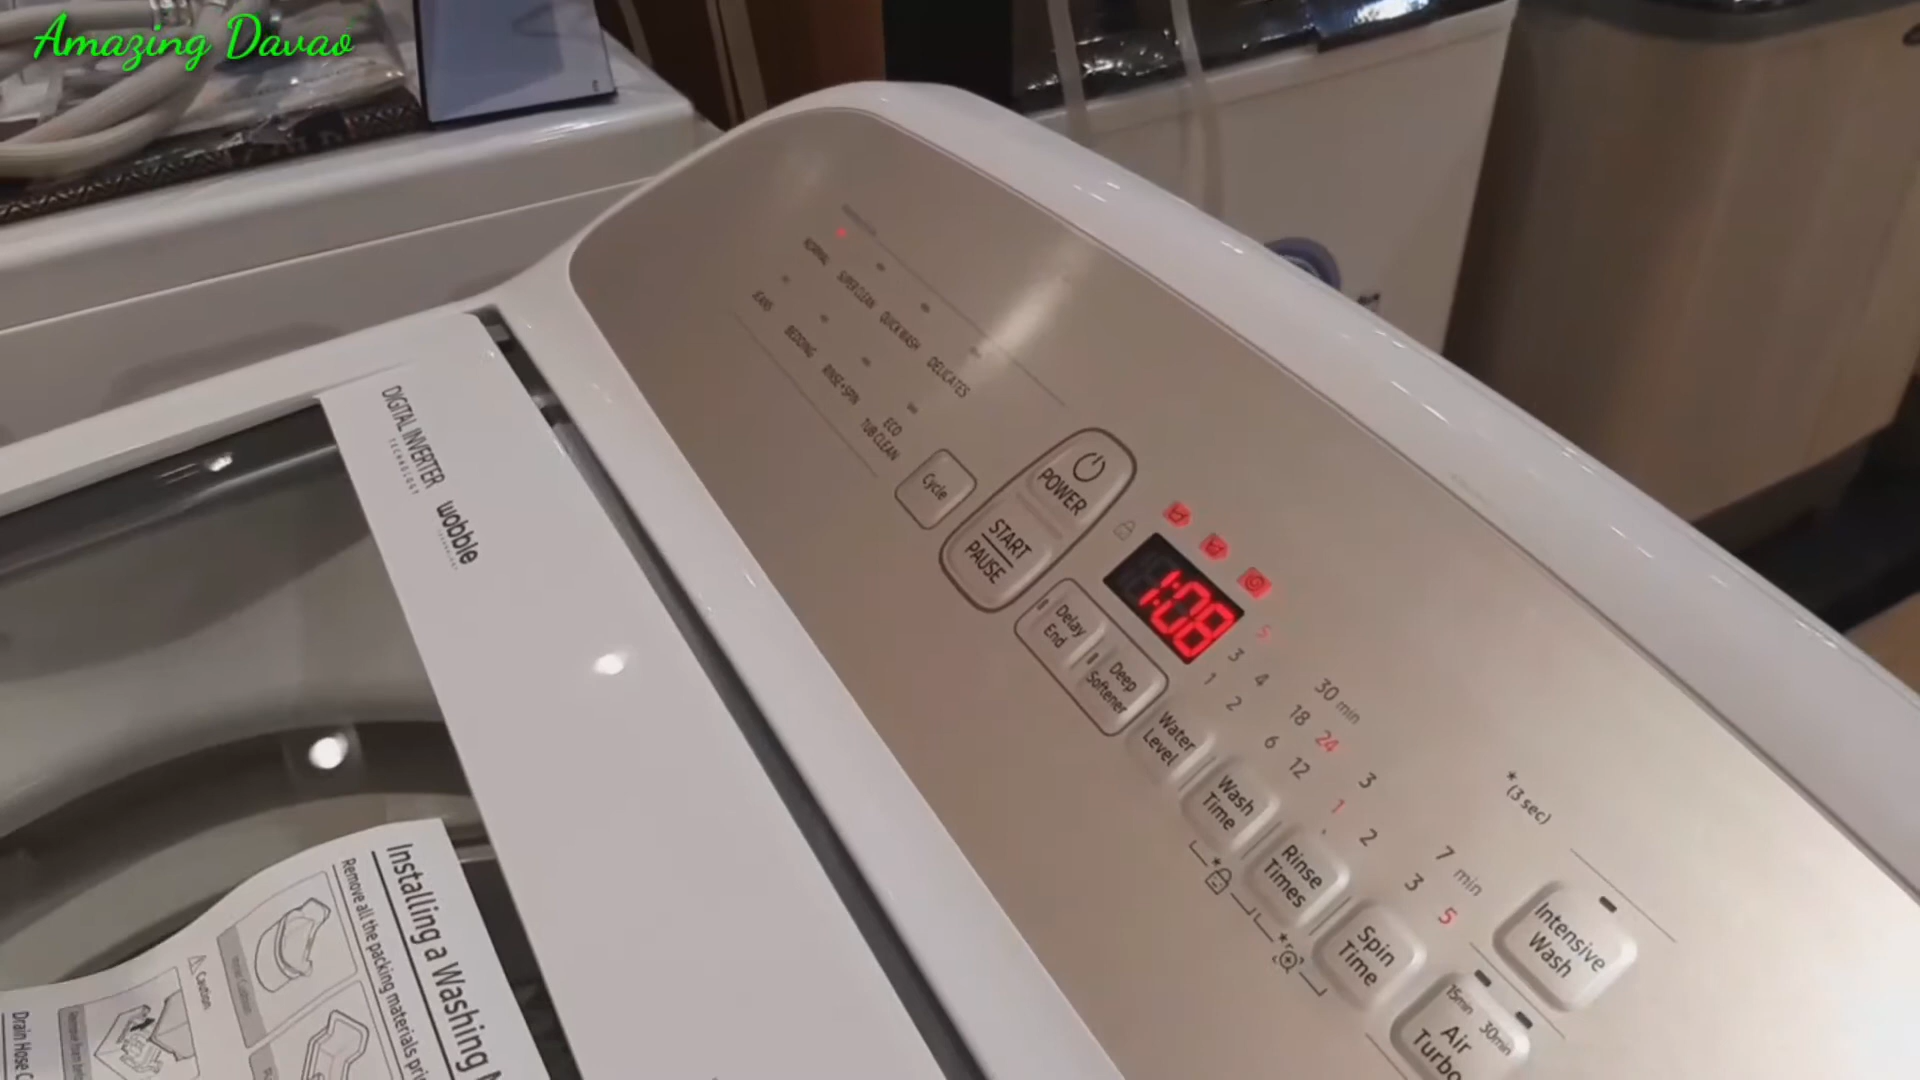 Amazing Davao
DIGITAL INVERTER
TECHNOLOGY
wobble
NORMAL
SUPER CLEAN
QUICK WASH
DELICATES
JEANS
BEDDING
RINSE+SPIN
ECO
TUB CLEAN
Cycle
POWER
START
PAUSE
1:08
Delay
End
Deep
Softener
5
3
4
1
2
Water
Level
30 min
18
24
6
12
Wash
Time
3
1
2
Rinse
Times
7 min
3
5
Spin
Time
* (3 sec)
Intensive
Wash
15min
30min
Air
Turbo
*
*
Installing a Washing
Remove all the packing materials
Caution
Drain Hose